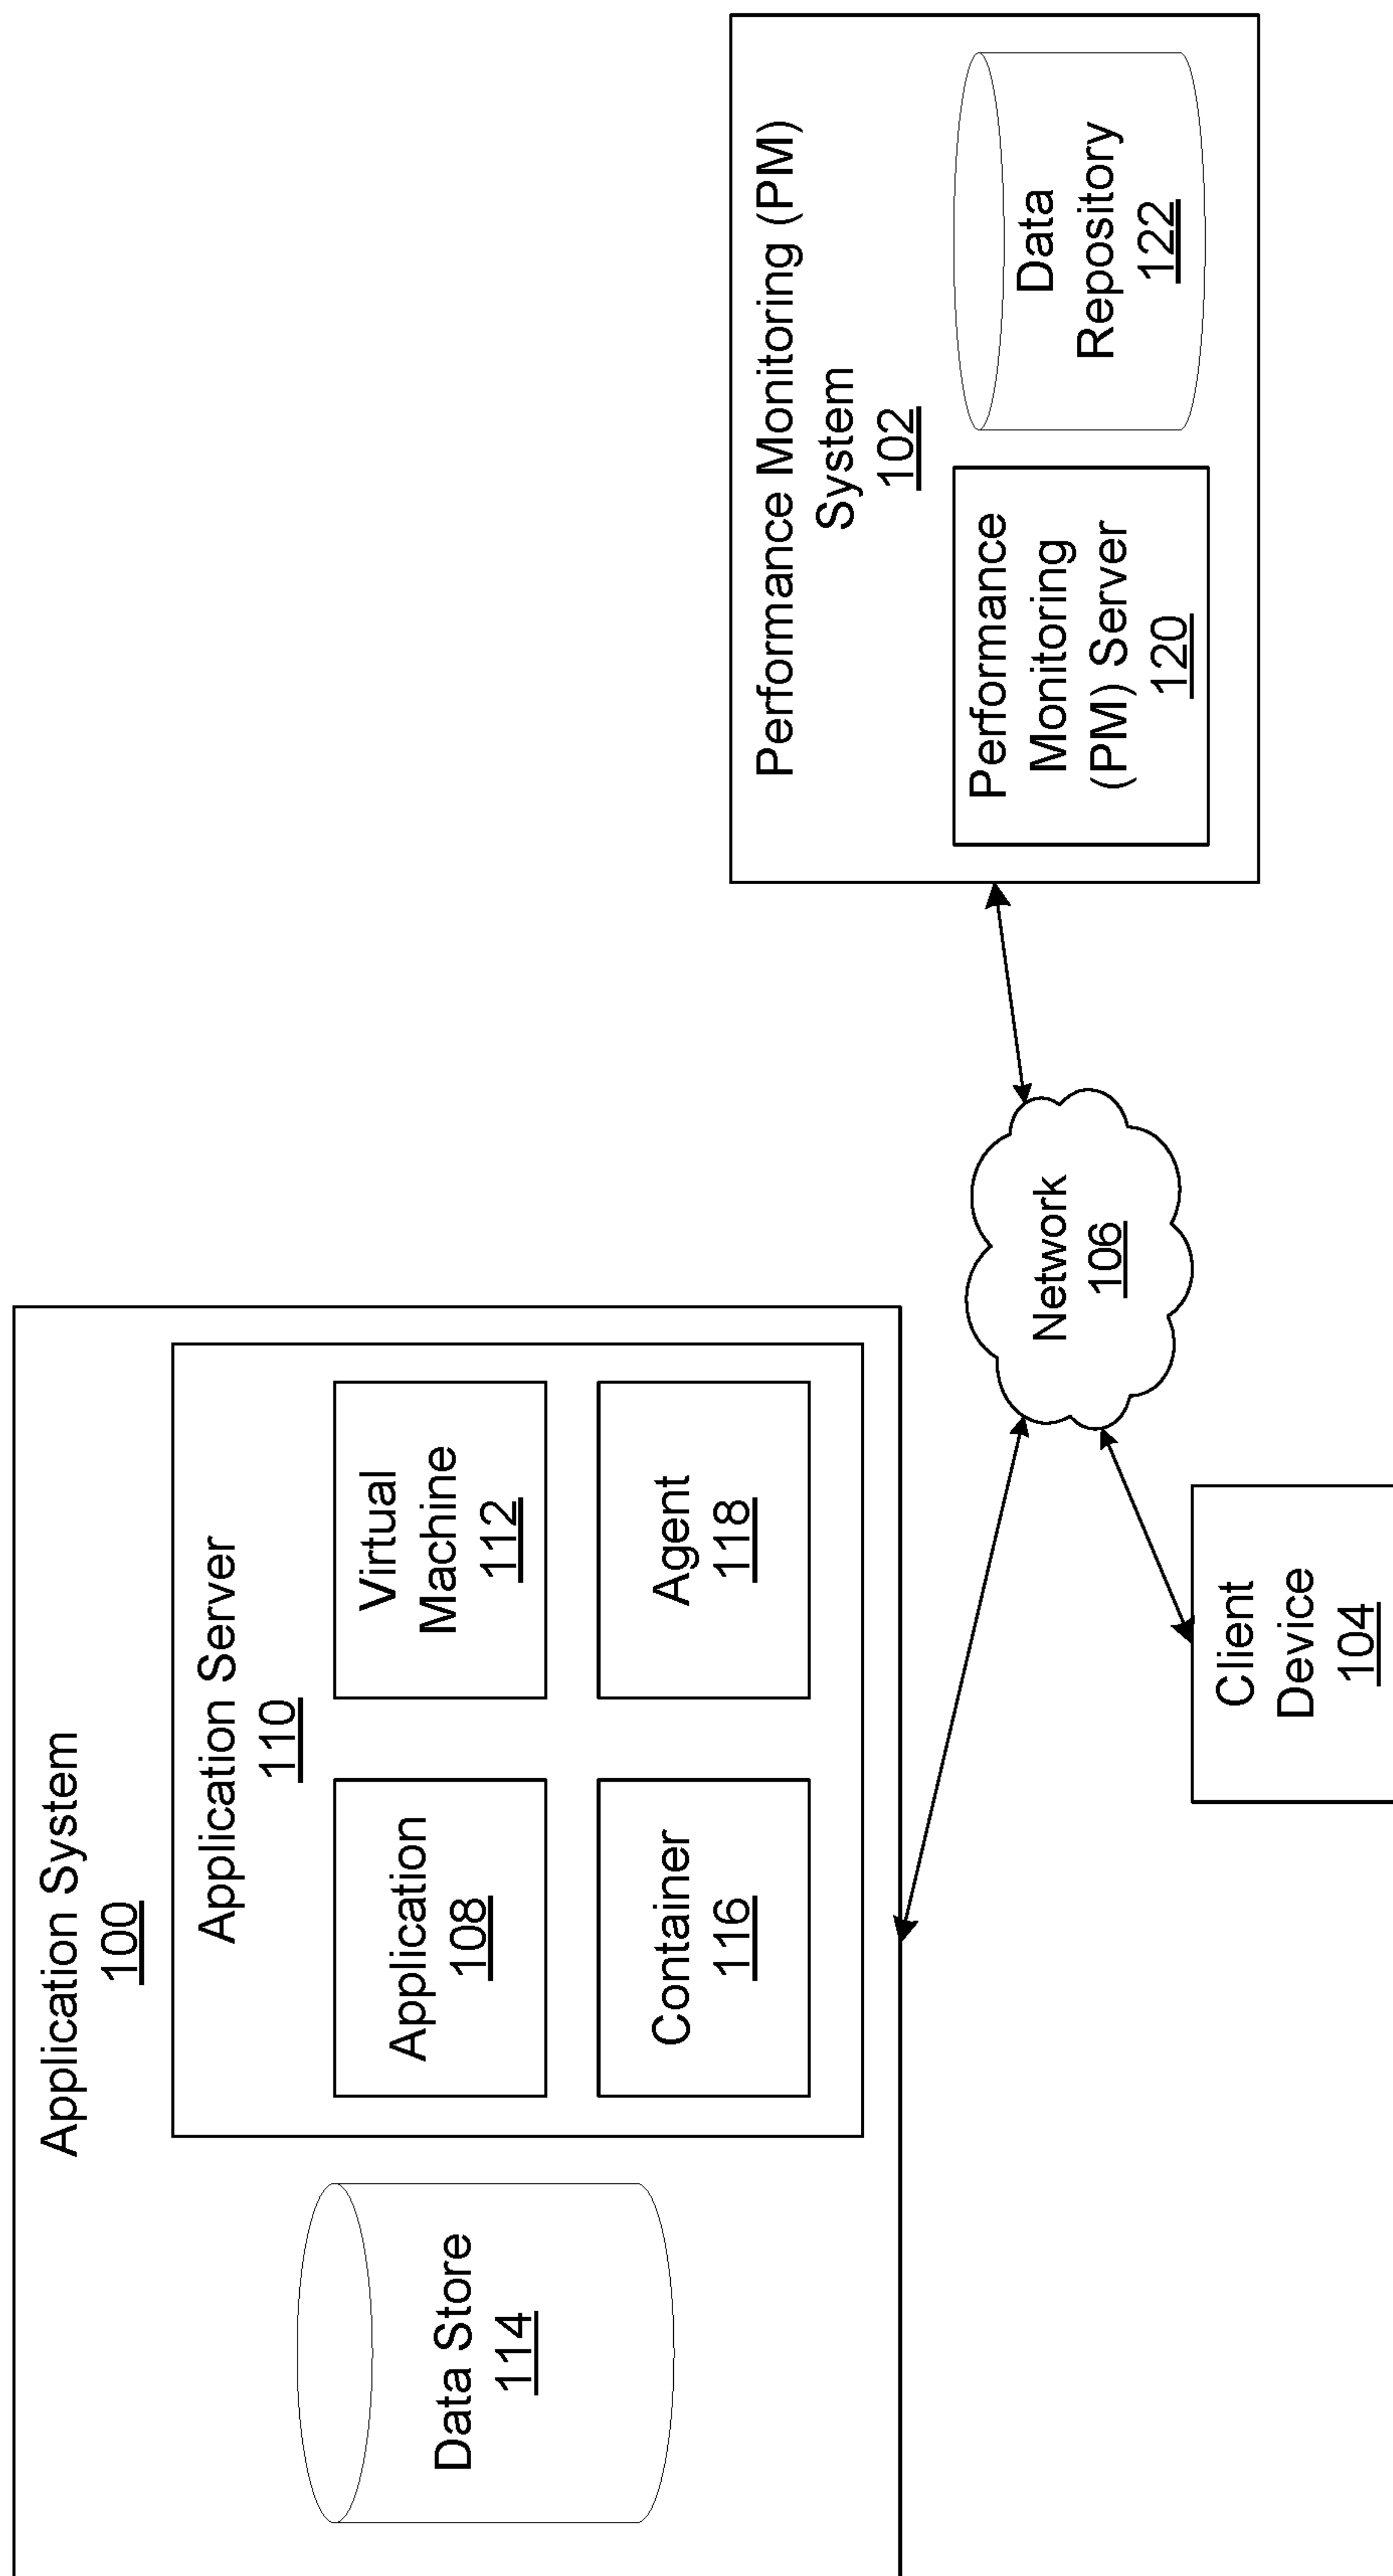 Application System
100
Data Store
114
Application Server
110
Application
108
Virtual
Machine
112
Container
116
Agent
118
Client
Device
104
Network
106
Performance Monitoring (PM)
System
102
Performance
Monitoring
(PM) Server
120
Data
Repository
122